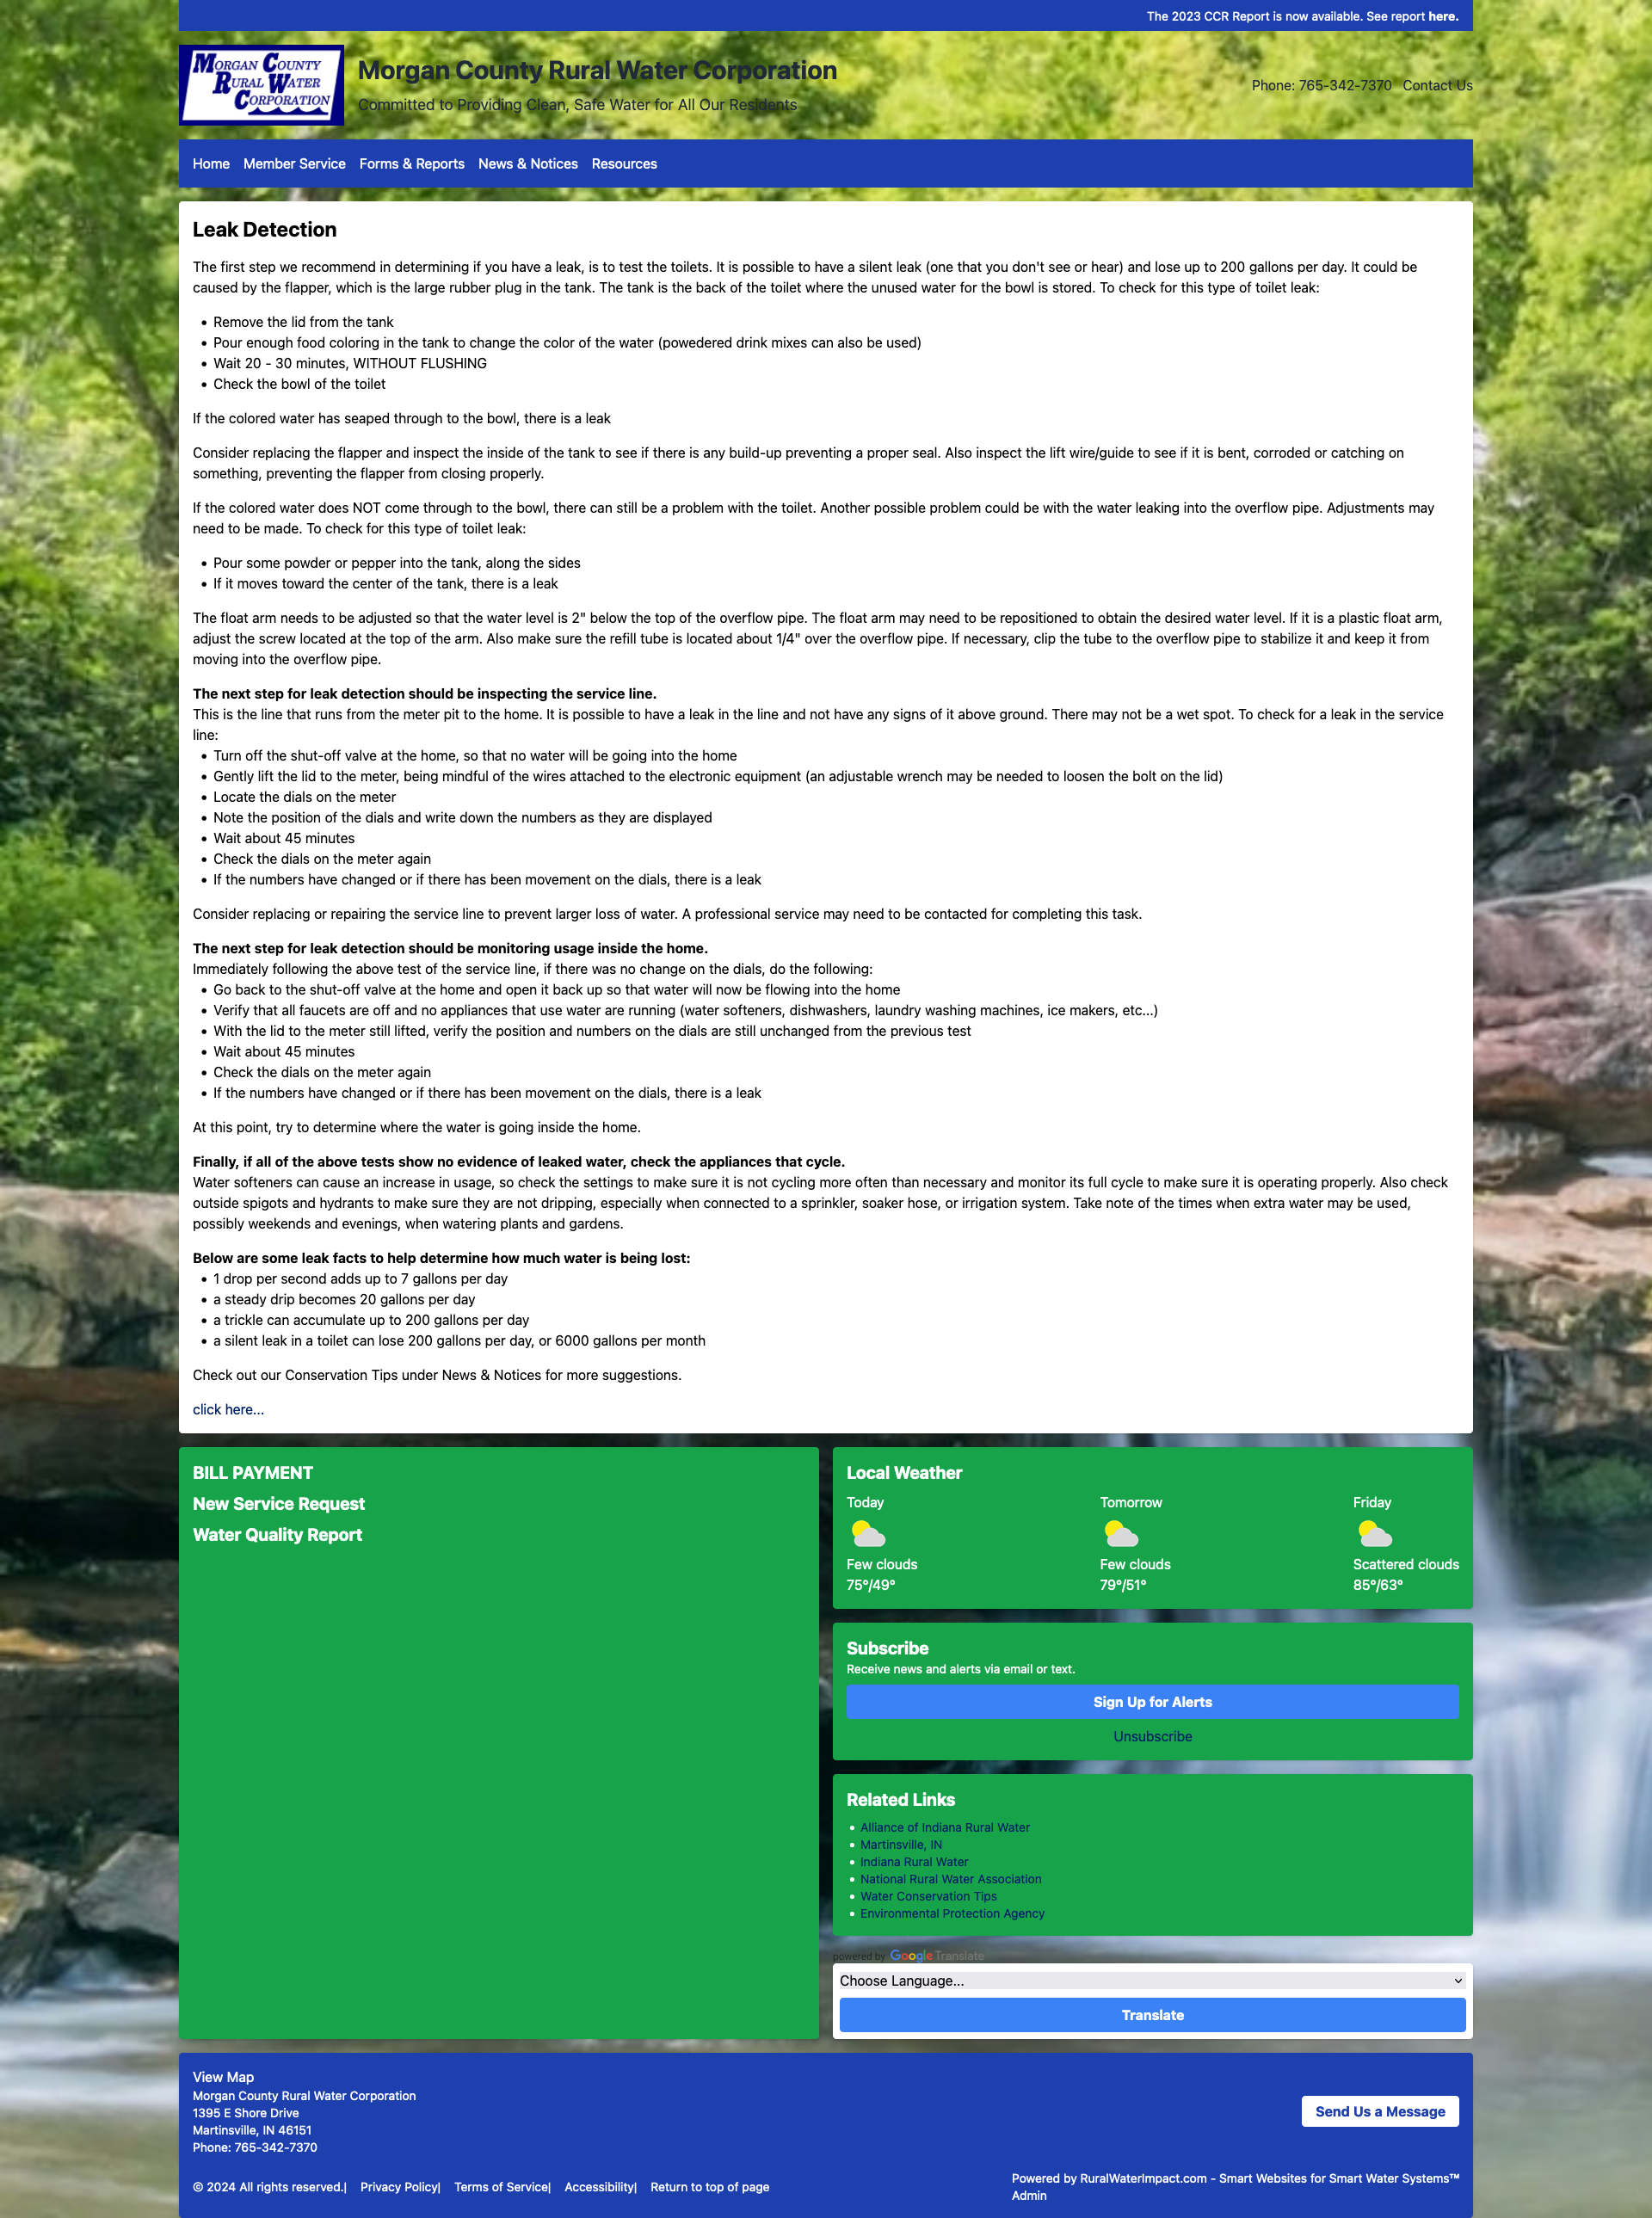 The 2023 CCR Report is now available. See report here.
MORGAN COUNTY
RURAL WATER
CORPORATION
Morgan County Rural Water Corporation
Committed to Providing Clean, Safe Water for All Our Residents
Phone: 765-342-7370 Contact Us
Home Member Service Forms & Reports News & Notices Resources
Leak Detection
The first step we recommend in determining if you have a leak, is to test the toilets. It is possible to have a silent leak (one that you don't see or hear) and lose up to 200 gallons per day. It could be
caused by the flapper, which is the large rubber plug in the tank. The tank is the back of the toilet where the unused water for the bowl is stored. To check for this type of toilet leak:
• Remove the lid from the tank
• Pour enough food coloring in the tank to change the color of the water (powedered drink mixes can also be used)
• Wait 20 - 30 minutes, WITHOUT FLUSHING
• Check the bowl of the toilet
If the colored water has seaped through to the bowl, there is a leak
Consider replacing the flapper and inspect the inside of the tank to see if there is any build-up preventing a proper seal. Also inspect the lift wire/guide to see if it is bent, corroded or catching on
something, preventing the flapper from closing properly.
If the colored water does NOT come through to the bowl, there can still be a problem with the toilet. Another possible problem could be with the water leaking into the overflow pipe. Adjustments may
need to be made. To check for this type of toilet leak:
• Pour some powder or pepper into the tank, along the sides
• If it moves toward the center of the tank, there is a leak
The float arm needs to be adjusted so that the water level is 2" below the top of the overflow pipe. The float arm may need to be repositioned to obtain the desired water level. If it is a plastic float arm,
adjust the screw located at the top of the arm. Also make sure the refill tube is located about 1/4" over the overflow pipe. If necessary, clip the tube to the overflow pipe to stabilize it and keep it from
moving into the overflow pipe.
The next step for leak detection should be inspecting the service line.
This is the line that runs from the meter pit to the home. It is possible to have a leak in the line and not have any signs of it above ground. There may not be a wet spot. To check for a leak in the service
line:
• Turn off the shut-off valve at the home, so that no water will be going into the home
• Gently lift the lid to the meter, being mindful of the wires attached to the electronic equipment (an adjustable wrench may be needed to loosen the bolt on the lid)
• Locate the dials on the meter
• Note the position of the dials and write down the numbers as they are displayed
• Wait about 45 minutes
• Check the dials on the meter again
• If the numbers have changed or if there has been movement on the dials, there is a leak
Consider replacing or repairing the service line to prevent larger loss of water. A professional service may need to be contacted for completing this task.
The next step for leak detection should be monitoring usage inside the home.
Immediately following the above test of the service line, if there was no change on the dials, do the following:
• Go back to the shut-off valve at the home and open it back up so that water will now be flowing into the home
• Verify that all faucets are off and no appliances that use water are running (water softeners, dishwashers, laundry washing machines, ice makers, etc...)
• With the lid to the meter still lifted, verify the position and numbers on the dials are still unchanged from the previous test
• Wait about 45 minutes
• Check the dials on the meter again
• If the numbers have changed or if there has been movement on the dials, there is a leak
At this point, try to determine where the water is going inside the home.
Finally, if all of the above tests show no evidence of leaked water, check the appliances that cycle.
Water softeners can cause an increase in usage, so check the settings to make sure it is not cycling more often than necessary and monitor its full cycle to make sure it is operating properly. Also check
outside spigots and hydrants to make sure they are not dripping, especially when connected to a sprinkler, soaker hose, or irrigation system. Take note of the times when extra water may be used,
possibly weekends and evenings, when watering plants and gardens.
Below are some leak facts to help determine how much water is being lost:
• 1 drop per second adds up to 7 gallons per day
• a steady drip becomes 20 gallons per day
• a trickle can accumulate up to 200 gallons per day
• a silent leak in a toilet can lose 200 gallons per day, or 6000 gallons per month
Check out our Conservation Tips under News & Notices for more suggestions.
click here...
BILL PAYMENT
New Service Request
Water Quality Report
Local Weather
Today Tomorrow Friday
Few clouds Few clouds Scattered clouds
75°/49° 79°/51° 85°/63°
Subscribe
Receive news and alerts via email or text.
Sign Up for Alerts
Unsubscribe
Related Links
• Alliance of Indiana Rural Water
• Martinsville, IN
• Indiana Rural Water
• National Rural Water Association
• Water Conservation Tips
• Environmental Protection Agency
powered by Google Translate
Choose Language...
Translate
View Map
Morgan County Rural Water Corporation
1395 E Shore Drive
Martinsville, IN 46151
Phone: 765-342-7370
Send Us a Message
© 2024 All rights reserved.| Privacy Policy| Terms of Service| Accessibility| Return to top of page
Powered by RuralWaterImpact.com - Smart Websites for Smart Water Systems™
Admin